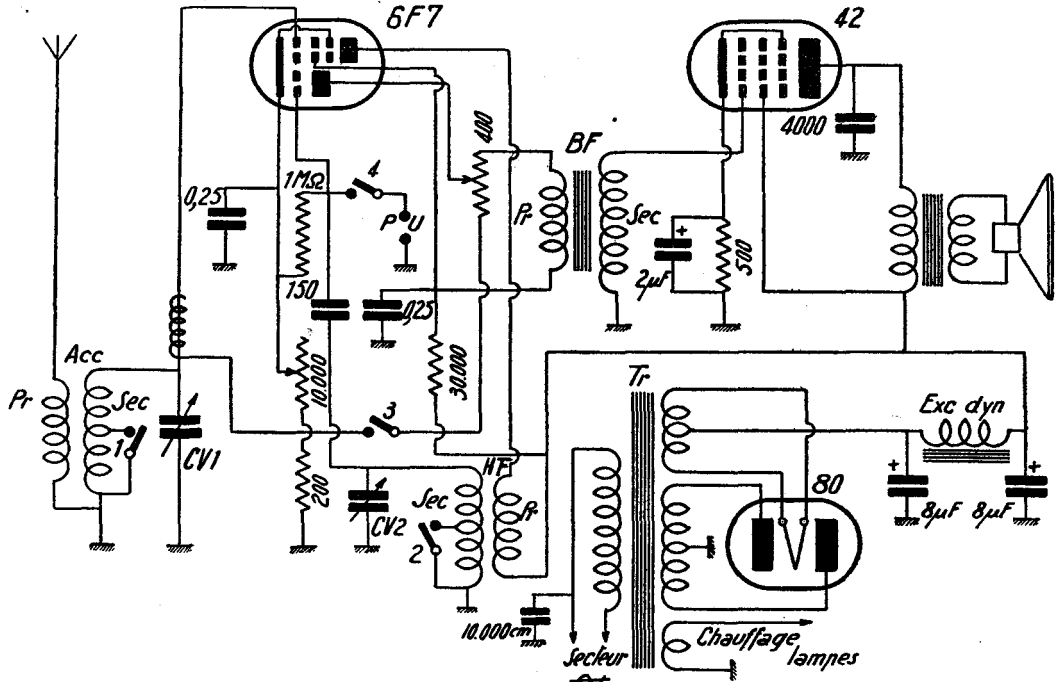 6F7
42
4000
400
BF
4
1MΩ
0,25
P U
Pr
Sec
+
2µF
500
150
0,25
Acc
Pr
Sec
1
CV1
10.000
3
30.000
Tr
Exc dyn
200
Sec
HF
Pr
CV2
2
80
+
8µF
+
8µF
10.000cm
Secteur
Chauffage
lampes